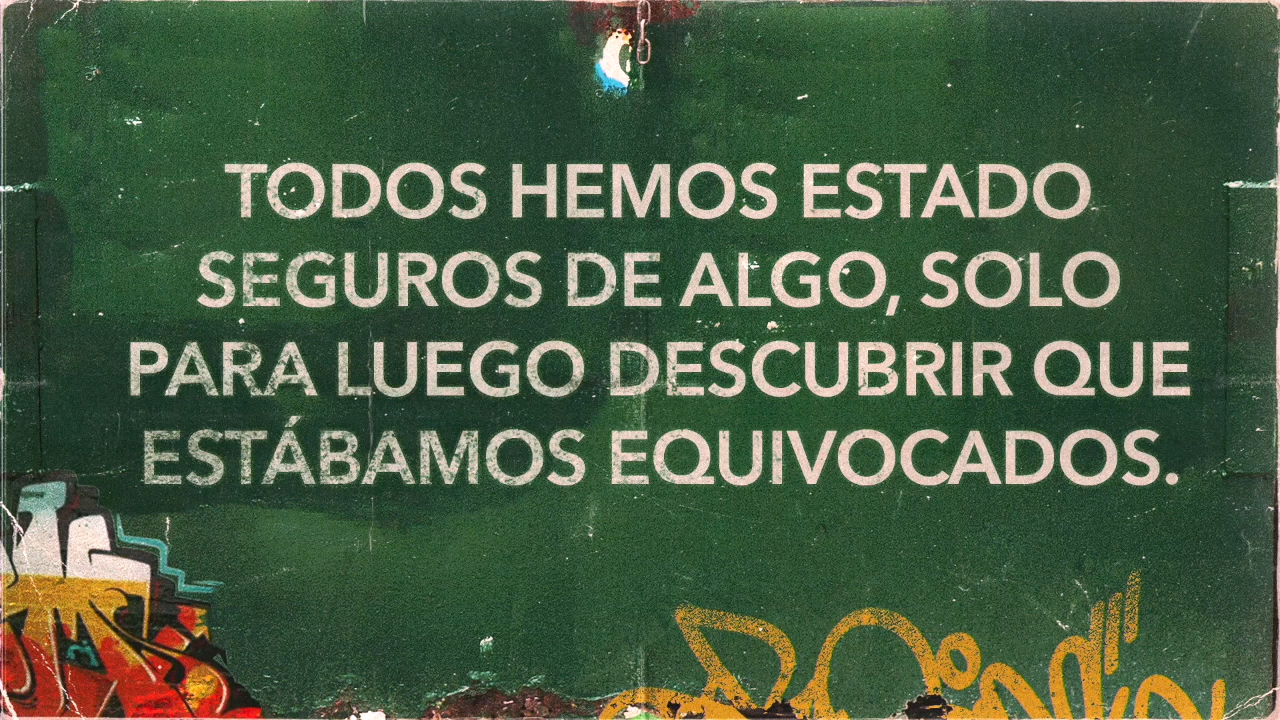 TODOS HEMOS ESTADO
SEGUROS DE ALGO, SOLO
PARA LUEGO DESCUBRIR QUE
ESTÁBAMOS EQUIVOCADOS.